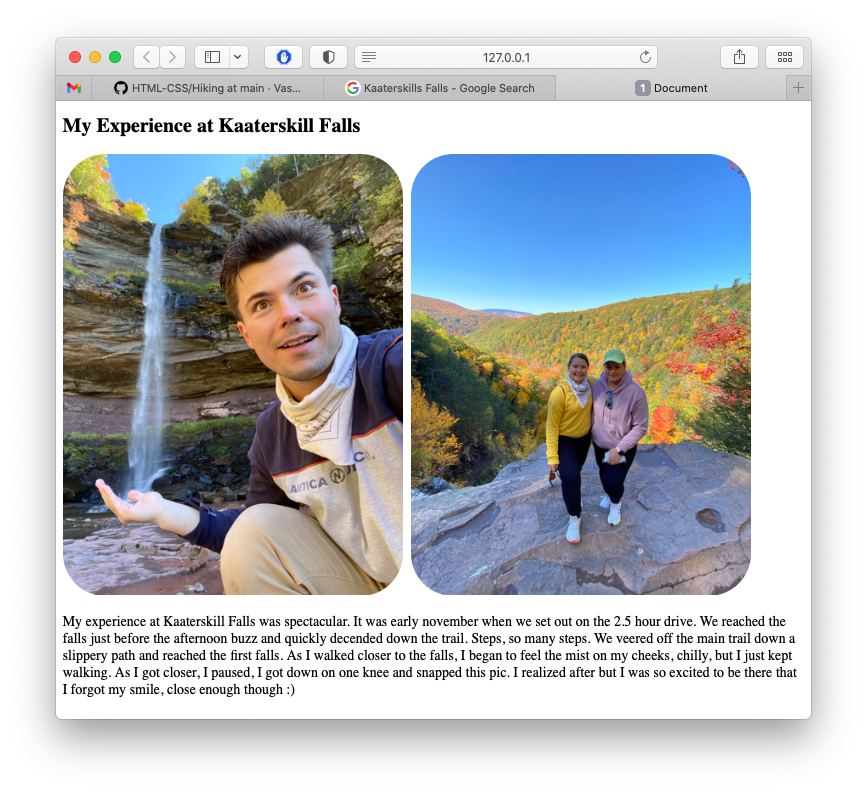 127.0.0.1
HTML-CSS/Hiking at main · Vas...
Kaaterskills Falls - Google Search
1 Document
My Experience at Kaaterskill Falls
NAUTICA
My experience at Kaaterskill Falls was spectacular. It was early november when we set out on the 2.5 hour drive. We reached the
falls just before the afternoon buzz and quickly decended down the trail. Steps, so many steps. We veered off the main trail down a
slippery path and reached the first falls. As I walked closer to the falls, I began to feel the mist on my cheeks, chilly, but I just kept
walking. As I got closer, I paused, I got down on one knee and snapped this pic. I realized after but I was so excited to be there that
I forgot my smile, close enough though :)